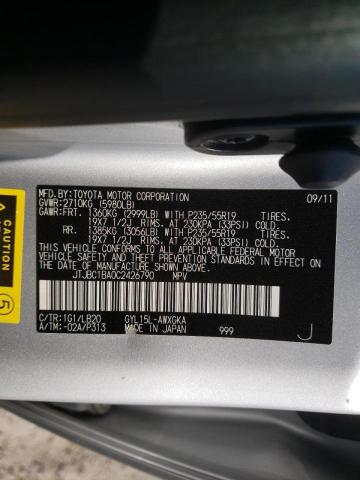 MFD.BY:TOYOTA MOTOR CORPORATION 09/11
GVWR:2710KG (5980LB)
GAWR:FRT. 1360KG (2999LB) WITH P235/55R19 TIRES.
19X7 1/2J RIMS. AT 230KPA (33PSI) COLD
RR. 1385KG (3056LB) WITH P235/55R19 TIRES.
19X7 1/2J RIMS. AT 230KPA (33PSI) COLD
THIS VEHICLE CONFORMS TO ALL APPLICABLE FEDERAL
MOTOR VEHICLE SAFETY AND THEFT PREVENTION
STANDARDS IN EFFECT ON THE DATE OF
MANUFACTURE SHOWN ABOVE.
JTJBC1BA0C2426790 MPV
C/TR:1G1/LB20 GYL15L-AWXGKA
A/TM:-02A/P313 MADE IN JAPAN 999 J
CAUTION
5